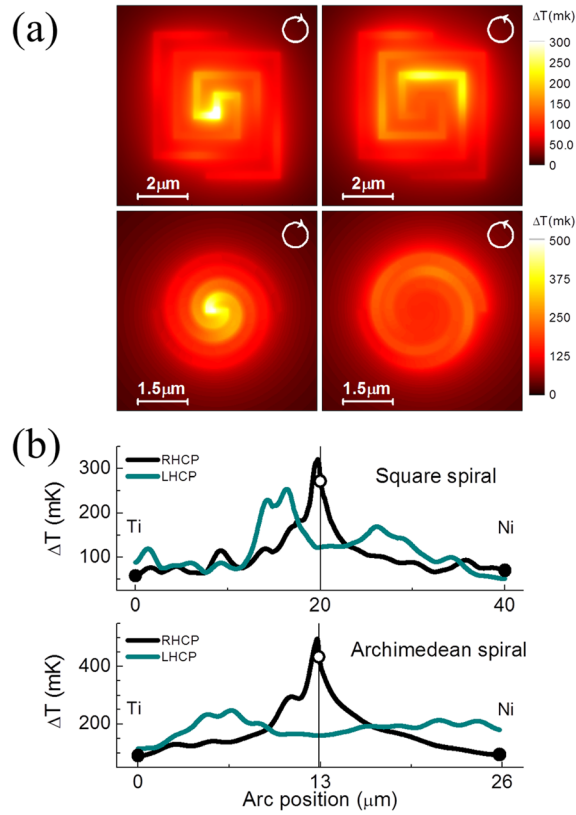 (a)
ΔT(mk)
300
200
150
100
50.0
0
2μm
2μm
ΔT(mk)
500
375
250
125
0
1.5μm
1.5μm
(b)
RHCP
LHCP
Square spiral
300
200
100
ΔT (mK)
Ti
Ni
0
20
40
RHCP
LHCP
Archimedean spiral
400
200
ΔT (mK)
Ti
Ni
0
13
26
Arc position (μm)